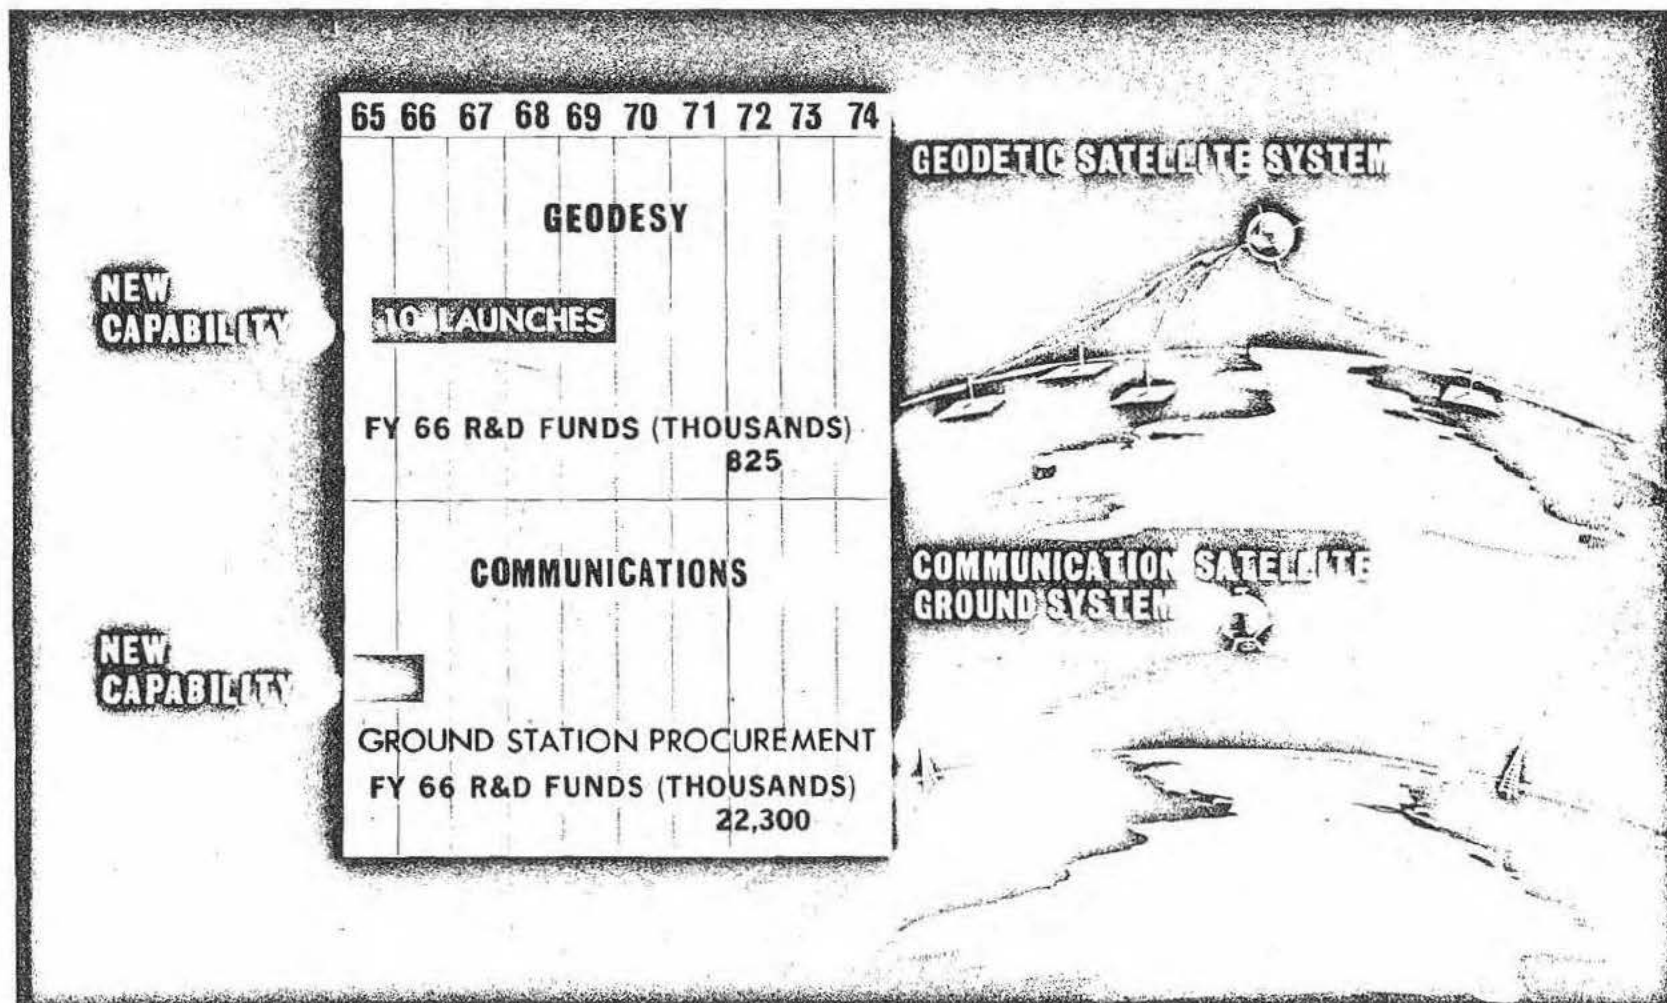 65 66 67 68 69 70 71 72 73 74
GEODESY
NEW
CAPABILITY
10 LAUNCHES
FY 66 R&D FUNDS (THOUSANDS)
825
COMMUNICATIONS
NEW
CAPABILITY
GROUND STATION PROCUREMENT
FY 66 R&D FUNDS (THOUSANDS)
22,300
GEODETIC SATELLITE SYSTEM
COMMUNICATION SATELLITE
GROUND SYSTEM